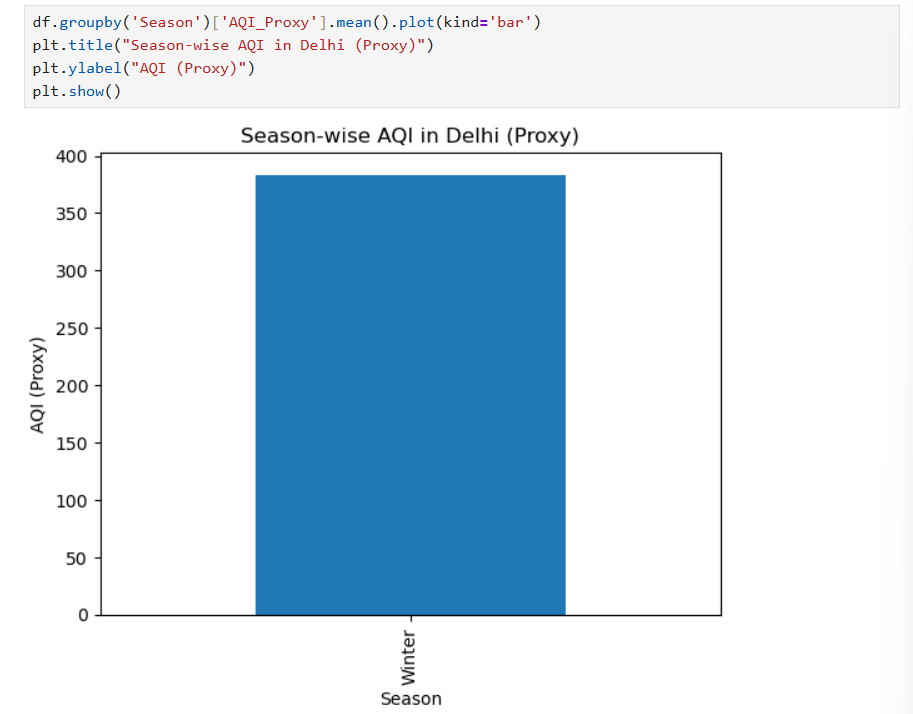 df.groupby('Season')['AQI_Proxy'].mean().plot(kind='bar')
plt.title("Season-wise AQI in Delhi (Proxy)")
plt.ylabel("AQI (Proxy)")
plt.show()
Season-wise AQI in Delhi (Proxy)
400
350
300
250
200
150
100
50
0
AQI (Proxy)
Winter
Season